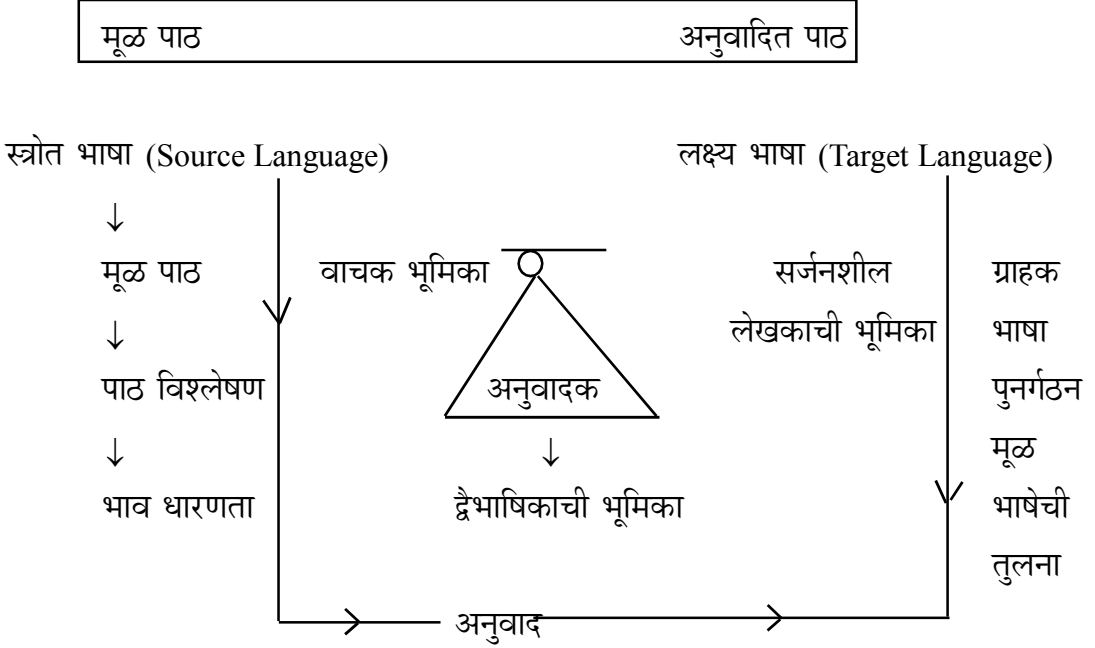 मूळ पाठ अनुवादित पाठ
स्त्रोत भाषा (Source Language) लक्ष्य भाषा (Target Language)
↓
मूळ पाठ वाचक भूमिका सर्जनशील ग्राहक
↓ लेखकाची भूमिका भाषा
पाठ विश्लेषण अनुवादक पुनर्गठन
↓ ↓ मूळ
भाव धारणता द्वैभाषिकाची भूमिका भाषेची
तुलना
अनुवाद